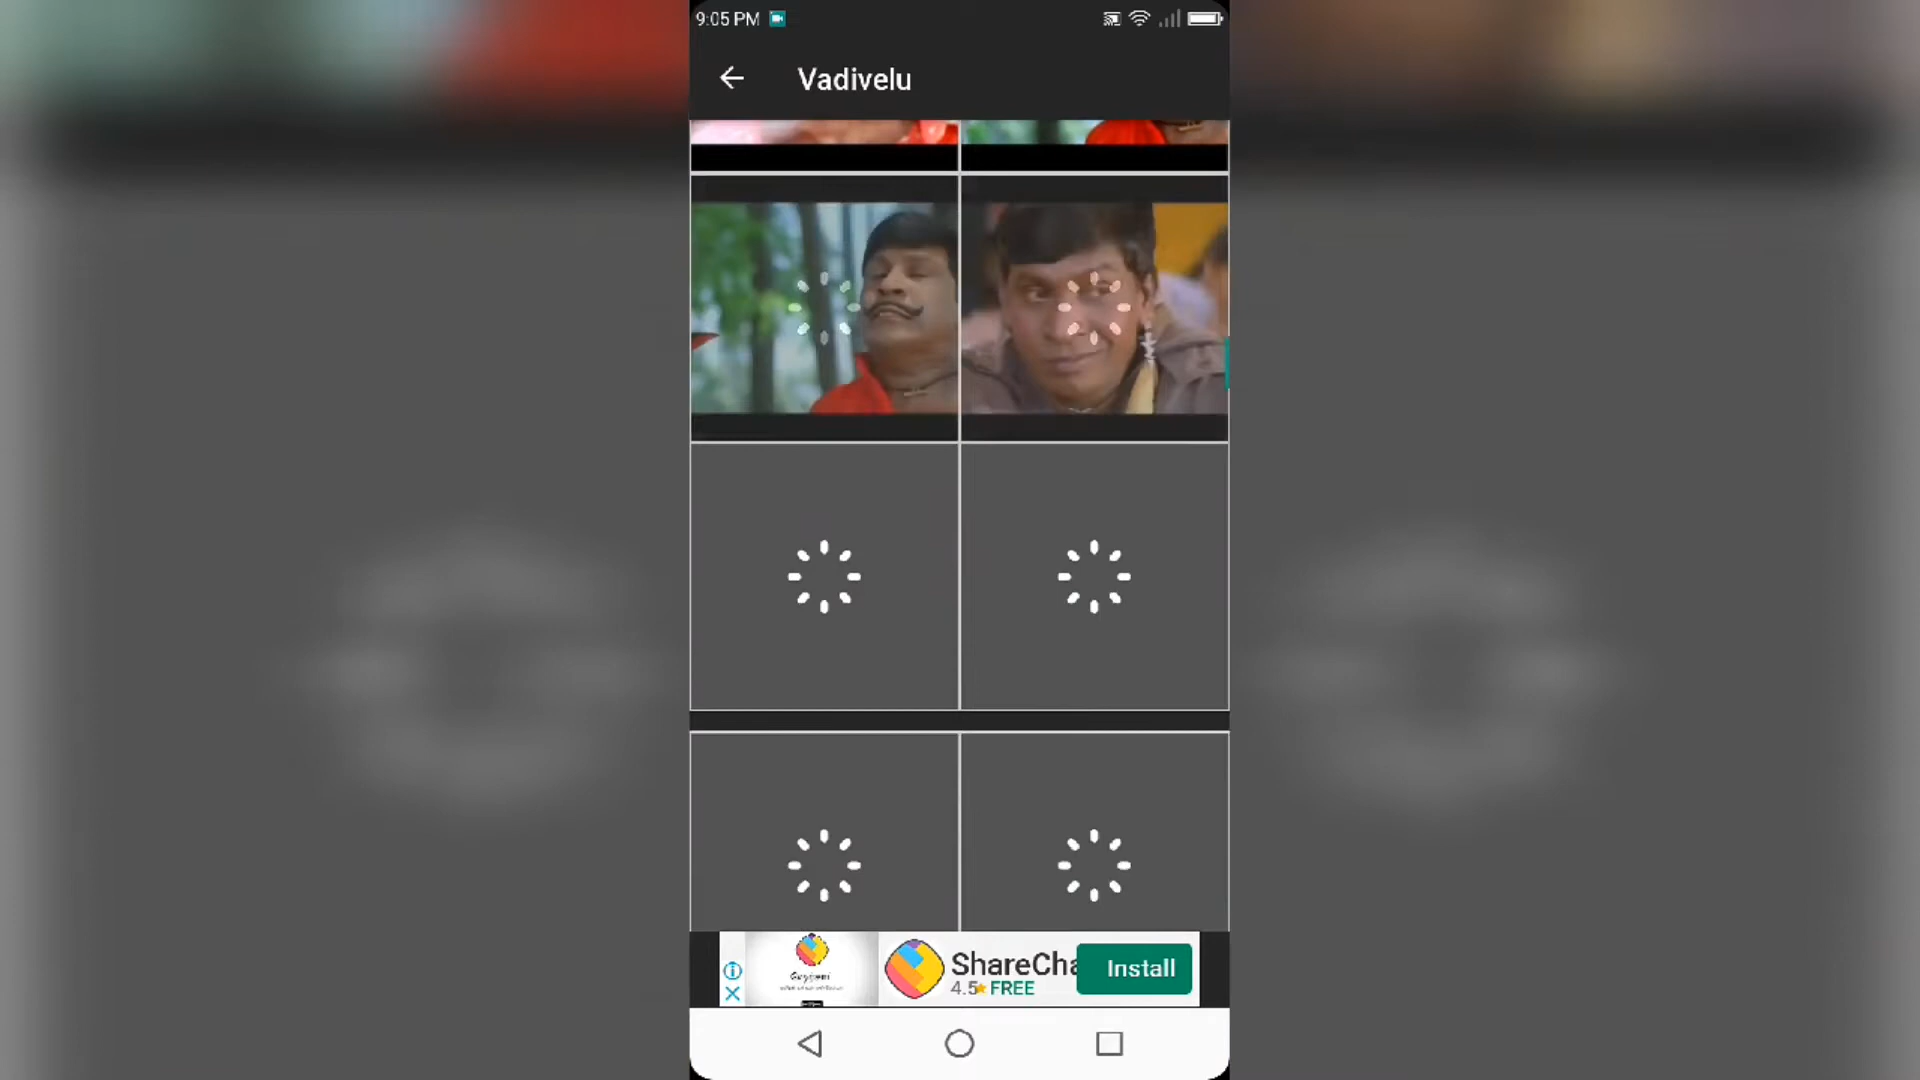 9:05 PM
Vadivelu
ShareCha
4.5★ FREE
Install